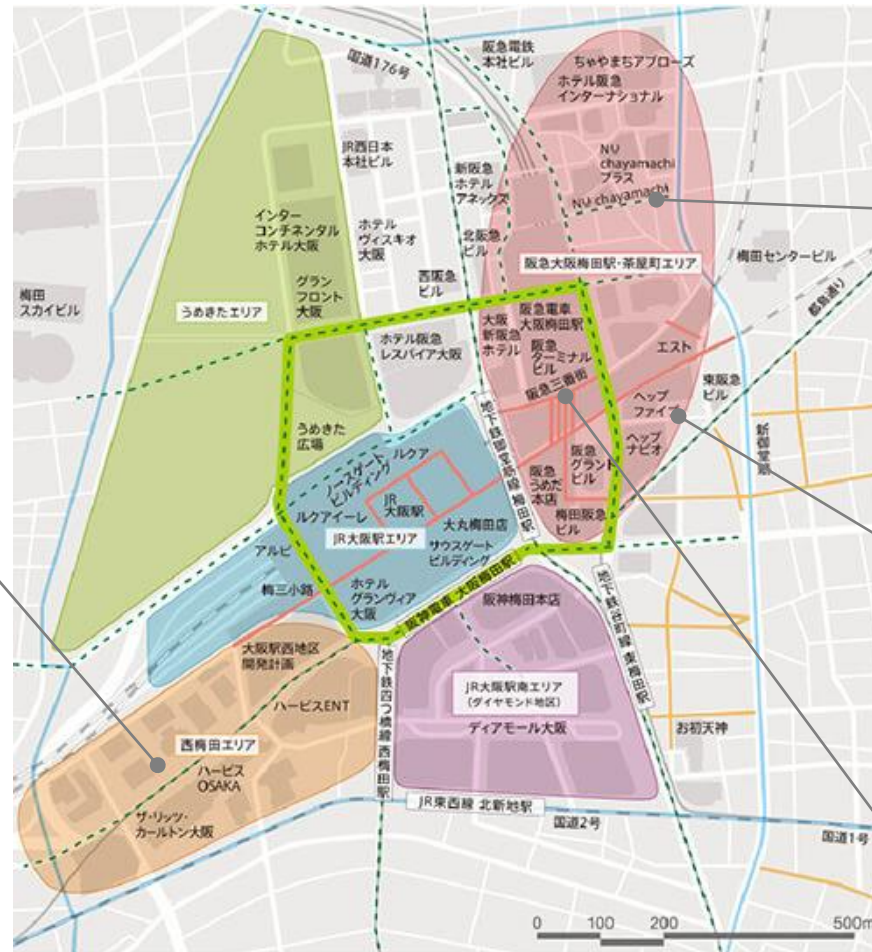 国道176号
阪急電鉄
本社ビル
ちゃやまちアプローズ
ホテル阪急
インターナショナル
JR西日本
本社ビル
新阪急
ホテル
アネックス
NU
chayamachi
プラス
NU chayamachi
インター
コンチネンタル
ホテル大阪
ホテル
ヴィスキオ
大阪
北阪急
ビル
西阪急
ビル
阪急大阪梅田駅・茶屋町エリア
梅田センタービル
梅田
スカイビル
グラン
フロント
大阪
うめきたエリア
都島通り
大阪
新阪急
ホテル
阪急電車
大阪梅田駅
阪急
ターミナル
ビル
ホテル阪急
レスパイア大阪
エスト
阪急三番街
東阪急
ビル
ヘップ
ファイブ
ヘップ
ナビオ
新御堂筋
うめきた
広場
ルクア
ノースゲート
ビルディング
地下鉄御堂筋線 梅田駅
阪急
うめだ
本店
阪急
グランド
ビル
梅田阪急
ビル
JR
大阪駅
ルクアイーレ
大丸梅田店
JR大阪駅エリア
サウスゲート
ビルディング
アルビ
梅三小路
ホテル
グランヴィア
大阪
阪神電車 大阪梅田駅
阪神梅田本店
地下鉄谷町線 東梅田駅
大阪駅西地区
開発計画
地下鉄四つ橋線 西梅田駅
JR大阪駅南エリア
(ダイヤモンド地区)
ディアモール大阪
ハービスENT
西梅田エリア
ハービス
OSAKA
お初天神
ザ・リッツ・
カールトン大阪
JR東西線 北新地駅
国道2号
国道1号
0 100 200 500m